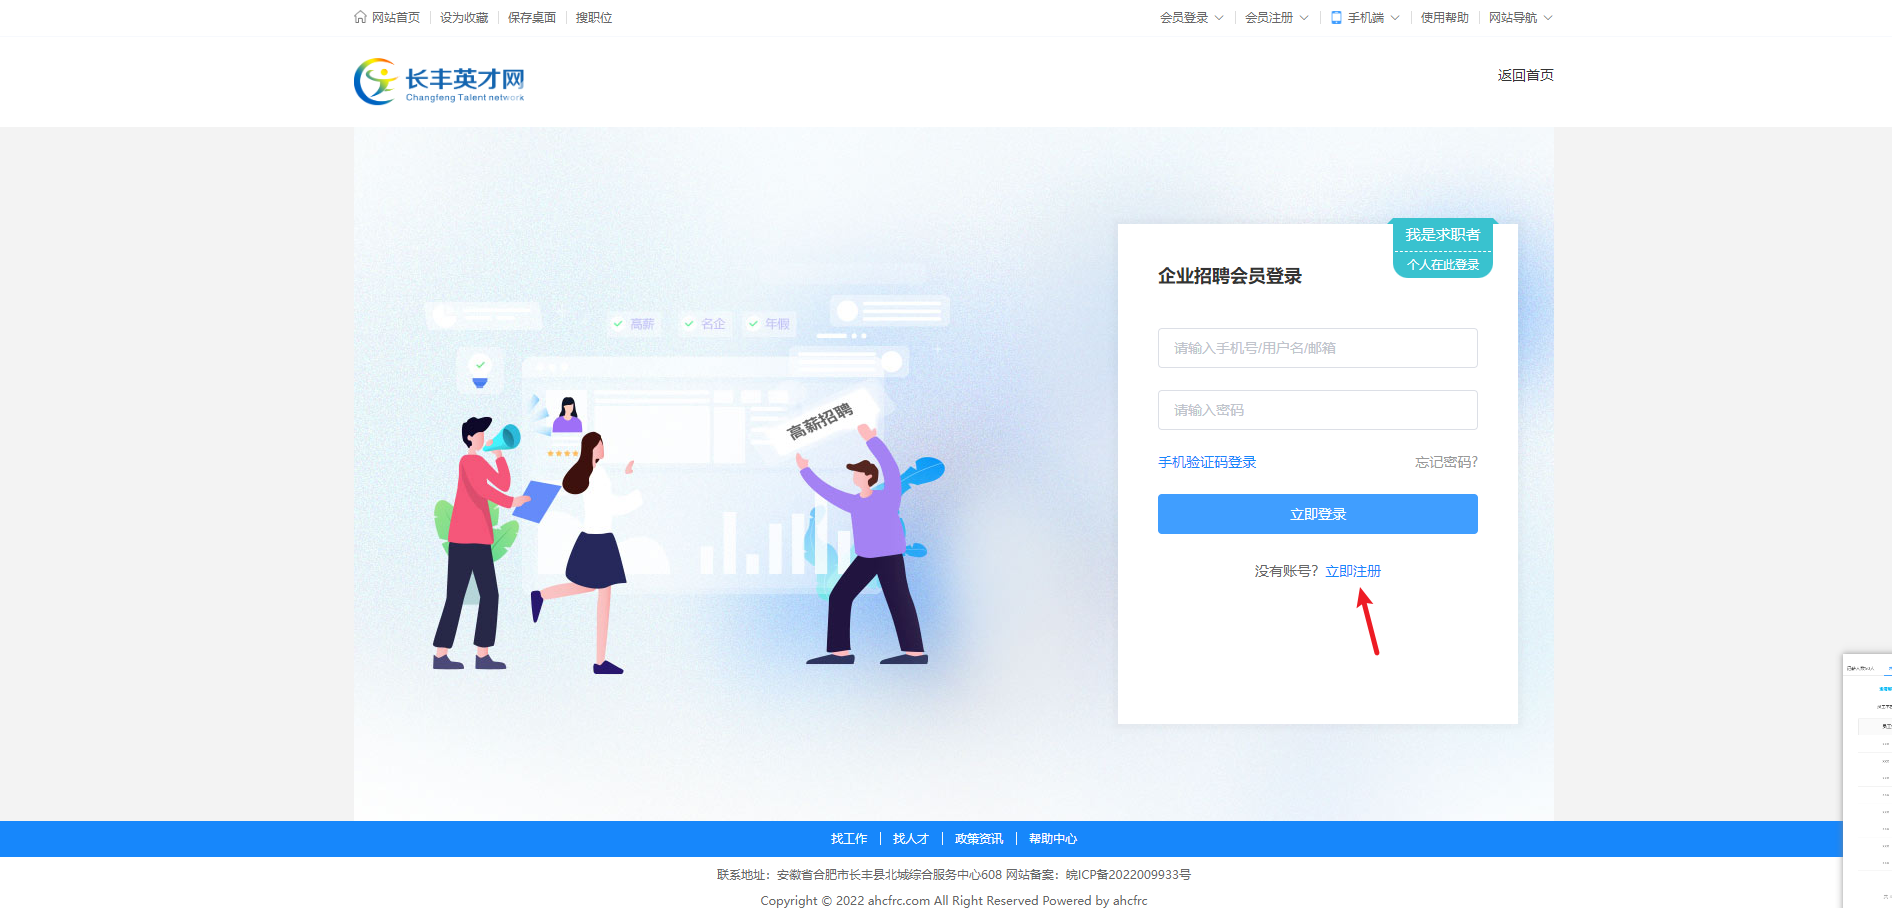 网站首页 设为收藏 保存桌面 搜职位 会员登录 会员注册 手机端 使用帮助 网站导航
长丰英才网
Changfeng Talent network
返回首页
我是求职者
个人在此登录
企业招聘会员登录
高薪 名企 年假
请输入手机号/用户名/邮箱
高薪招聘
请输入密码
手机验证码登录 忘记密码?
立即登录
没有账号? 立即注册
找工作 找人才 政策资讯 帮助中心
联系地址：安徽省合肥市长丰县北城综合服务中心608 网站备案：皖ICP备2022009933号
Copyright © 2022 ahcfrc.com All Right Reserved Powered by ahcfrc